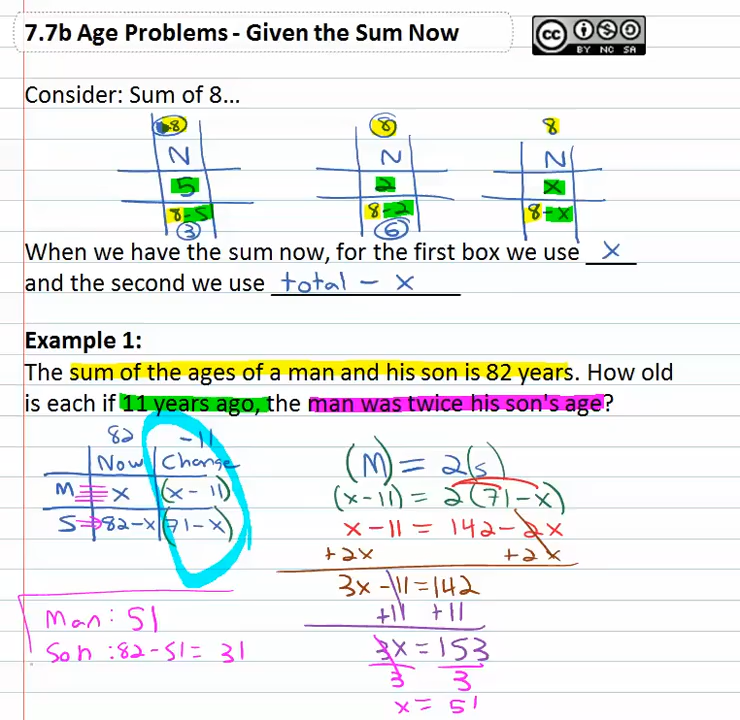 7.7b Age Problems - Given the Sum Now
cc BY NC SA
Consider: Sum of 8...
8 8 8
N N N
5 2 x
8-5 8-2 8-x
3 6
When we have the sum now, for the first box we use x
and the second we use total - x
Example 1:
The sum of the ages of a man and his son is 82 years. How old
is each if 11 years ago, the man was twice his son's age?
82 -11
Now Change
M x (x - 11)
S 82-x (71-x)
(M) = 2(s)
(x-11) = 2(71-x)
x-11 = 142-2x
+2x +2x
3x -11 = 142
+11 +11
3x = 153
3 3
x = 51
Man: 51
Son: 82-51 = 31